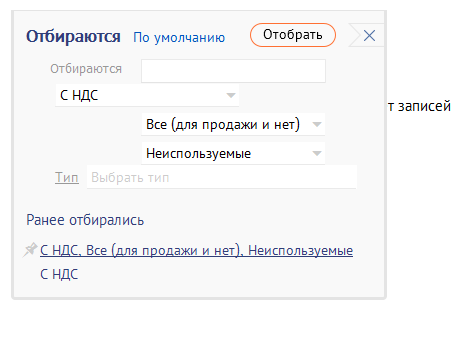 Отбираются По умолчанию Отобрать
Отбираются
С НДС
т записей
Все (для продажи и нет)
Неиспользуемые
Тип Выбрать тип
Ранее отбирались
С НДС, Все (для продажи и нет), Неиспользуемые
С НДС